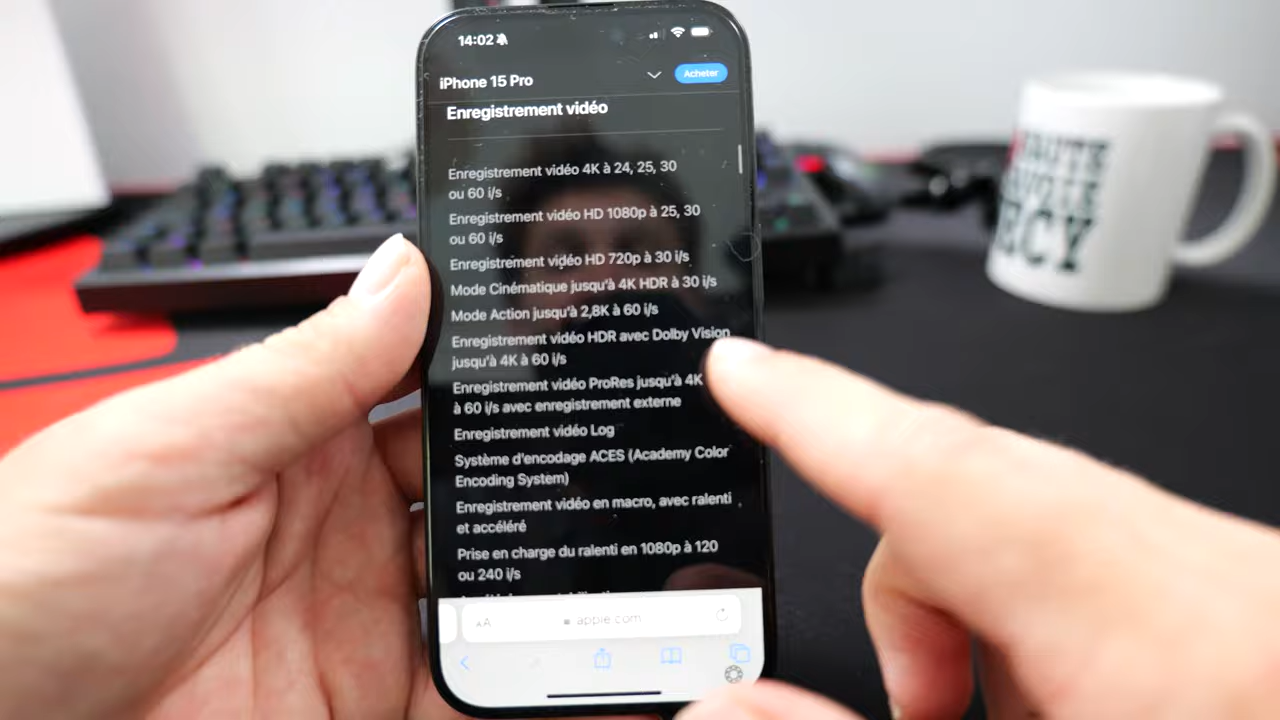 14:02
iPhone 15 Pro
Acheter
Enregistrement vidéo
Enregistrement vidéo 4K à 24, 25, 30
ou 60 i/s
Enregistrement vidéo HD 1080p à 25, 30
ou 60 i/s
Enregistrement vidéo HD 720p à 30 i/s
Mode Cinématique jusqu'à 4K HDR à 30 i/s
Mode Action jusqu'à 2,8K à 60 i/s
Enregistrement vidéo HDR avec Dolby Vision
jusqu'à 4K à 60 i/s
Enregistrement vidéo ProRes jusqu'à 4K
à 60 i/s avec enregistrement externe
Enregistrement vidéo Log
Système d'encodage ACES (Academy Color
Encoding System)
Enregistrement vidéo en macro, avec ralenti
et accéléré
Prise en charge du ralenti en 1080p à 120
ou 240 i/s
AA
apple.com